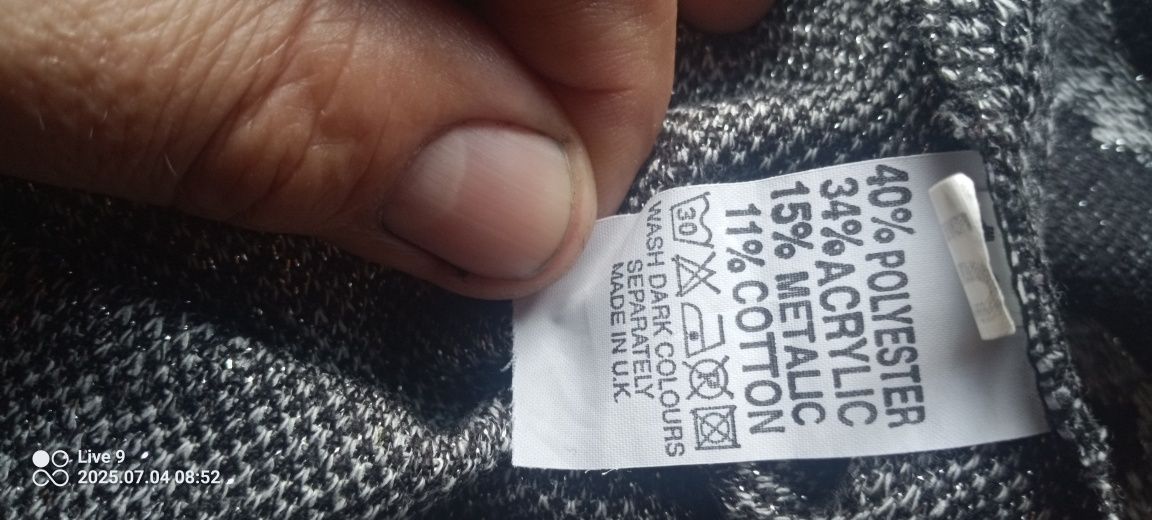 40% POLYESTER
34% ACRYLIC
15% METALIC
11% COTTON
30 P
WASH DARK COLOURS
SEPARATELY
MADE IN U.K.
Live 9
2025.07.04 08:52